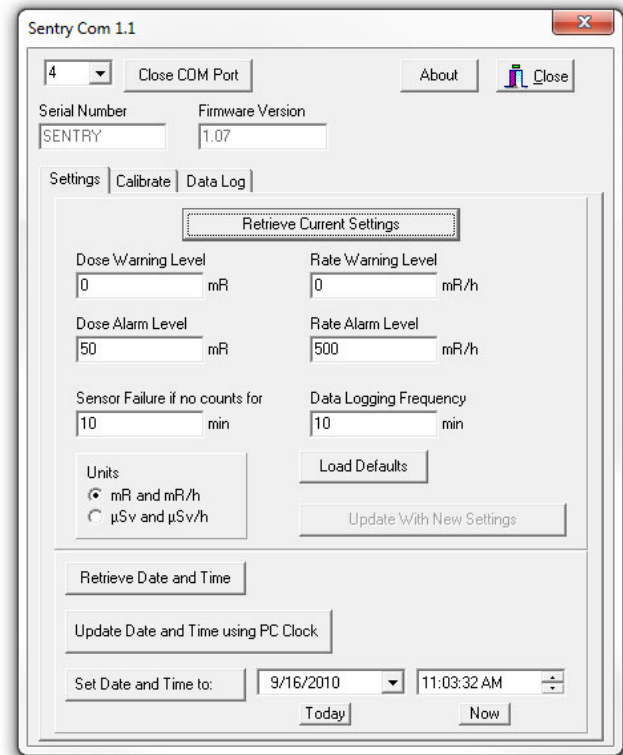 Sentry Com 1.1
4 Close COM Port About Close
Serial Number Firmware Version
SENTRY 1.07
Settings Calibrate Data Log
Retrieve Current Settings
Dose Warning Level Rate Warning Level
0 mR 0 mR/h
Dose Alarm Level Rate Alarm Level
50 mR 500 mR/h
Sensor Failure if no counts for Data Logging Frequency
10 min 10 min
Units Load Defaults
mR and mR/h
µSv and µSv/h Update With New Settings
Retrieve Date and Time
Update Date and Time using PC Clock
Set Date and Time to: 9/16/2010 11:03:32 AM
Today Now